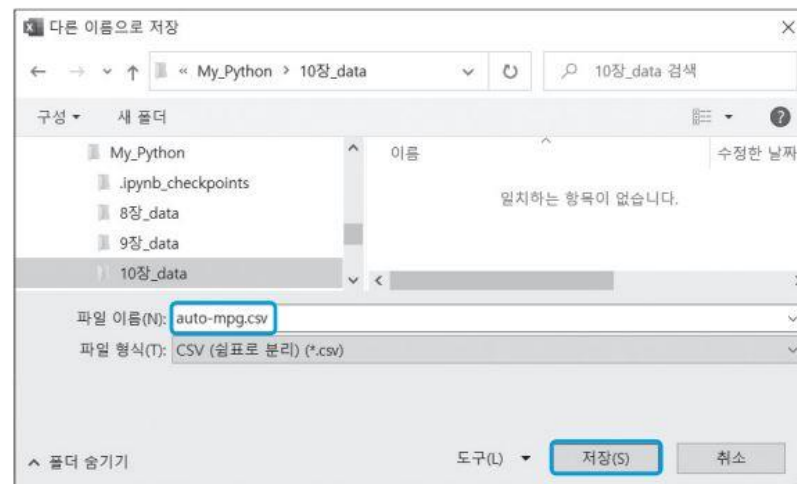 다른 이름으로 저장
« My_Python > 10장_data
10장_data 검색
구성
새 폴더
My_Python
.ipynb_checkpoints
8장_data
9장_data
10장_data
이름
수정한 날짜
일치하는 항목이 없습니다.
파일 이름(N): auto-mpg.csv
파일 형식(T): CSV (쉼표로 분리) (*.csv)
폴더 숨기기
도구(L)
저장(S)
취소